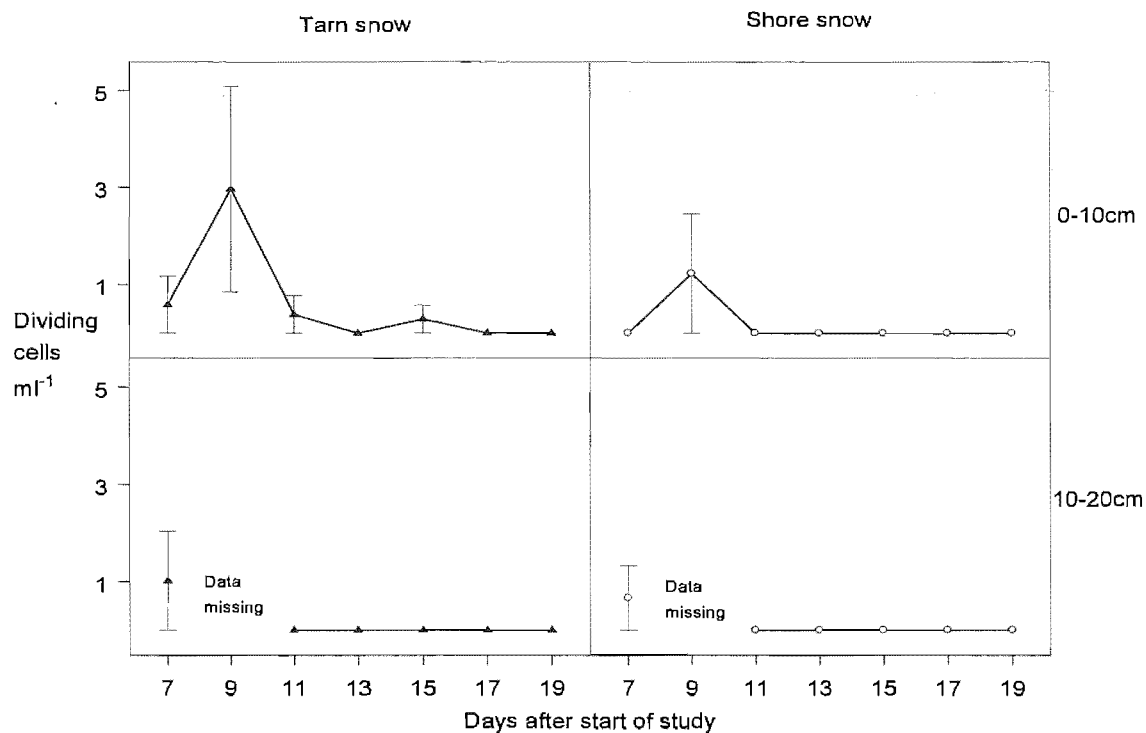 Tarn snow
Shore snow
5
3
1
0-10cm
Dividing
cells
ml⁻¹
5
3
1
10-20cm
Data
missing
Data
missing
7 9 11 13 15 17 19 7 9 11 13 15 17 19
Days after start of study